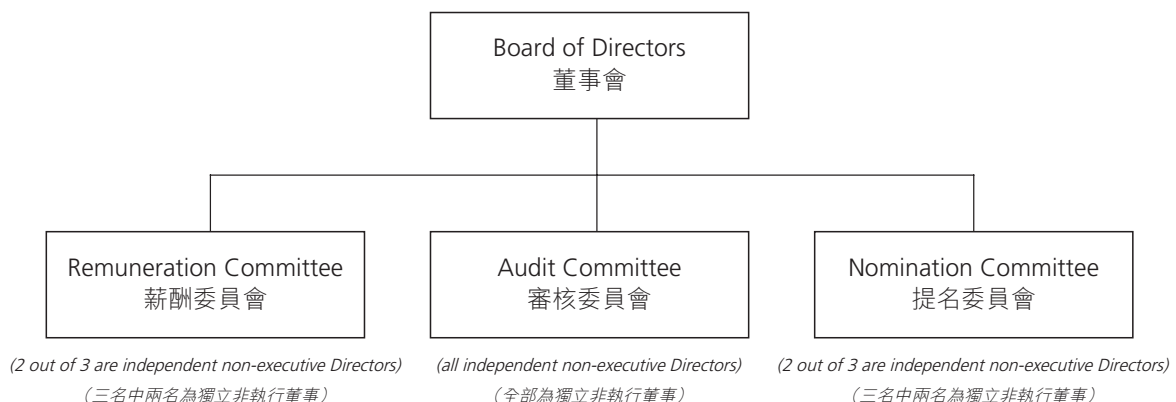 Board of Directors
董事會
Remuneration Committee
薪酬委員會
Audit Committee
審核委員會
Nomination Committee
提名委員會
(2 out of 3 are independent non-executive Directors)
（三名中兩名為獨立非執行董事）
(all independent non-executive Directors)
（全部為獨立非執行董事）
(2 out of 3 are independent non-executive Directors)
（三名中兩名為獨立非執行董事）